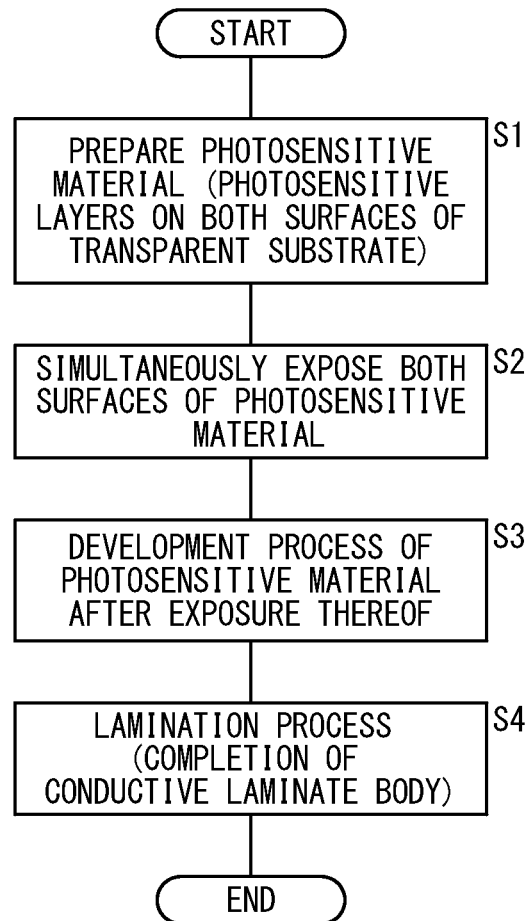 START
S1
PREPARE PHOTOSENSITIVE
MATERIAL (PHOTOSENSITIVE
LAYERS ON BOTH SURFACES OF
TRANSPARENT SUBSTRATE)
S2
SIMULTANEOUSLY EXPOSE BOTH
SURFACES OF PHOTOSENSITIVE
MATERIAL
S3
DEVELOPMENT PROCESS OF
PHOTOSENSITIVE MATERIAL
AFTER EXPOSURE THEREOF
S4
LAMINATION PROCESS
(COMPLETION OF
CONDUCTIVE LAMINATE BODY)
END